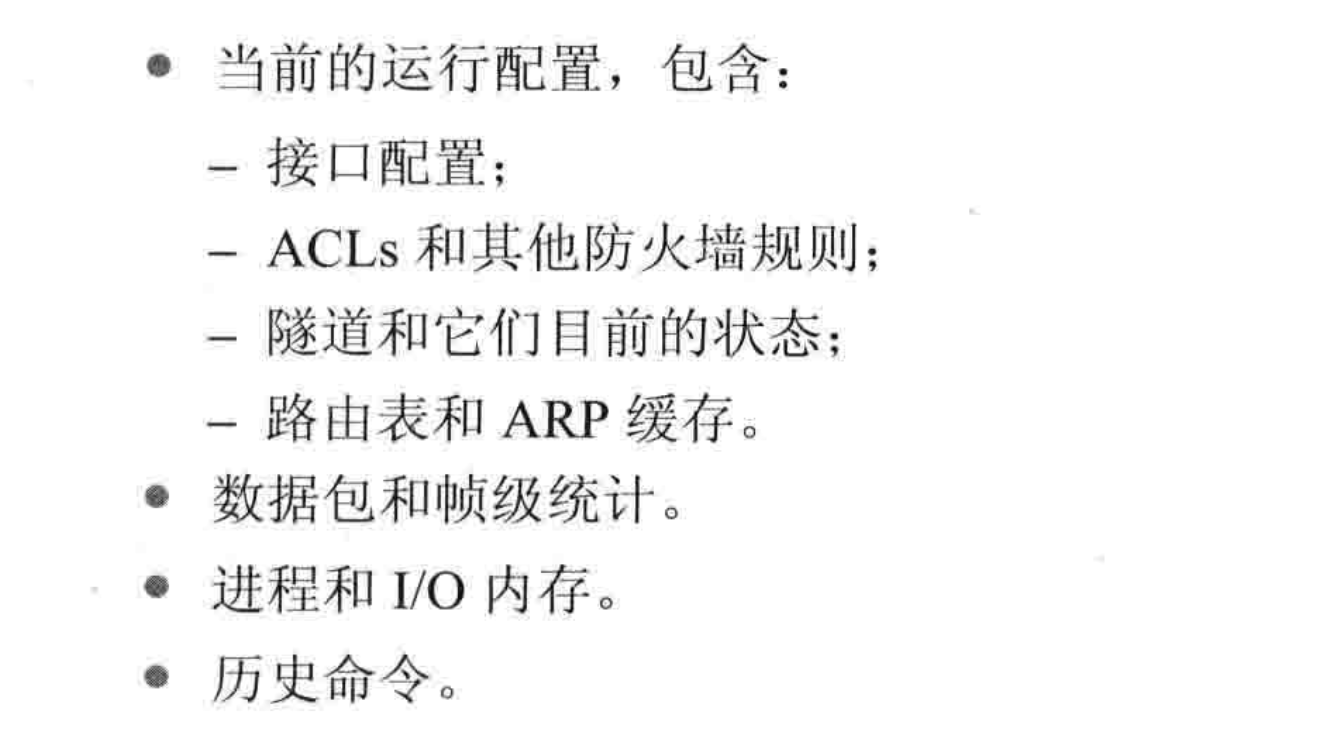 • 当前的运行配置，包含：
– 接口配置；
– ACLs 和其他防火墙规则；
– 隧道和它们目前的状态；
– 路由表和 ARP 缓存。
• 数据包和帧级统计。
• 进程和 I/O 内存。
• 历史命令。